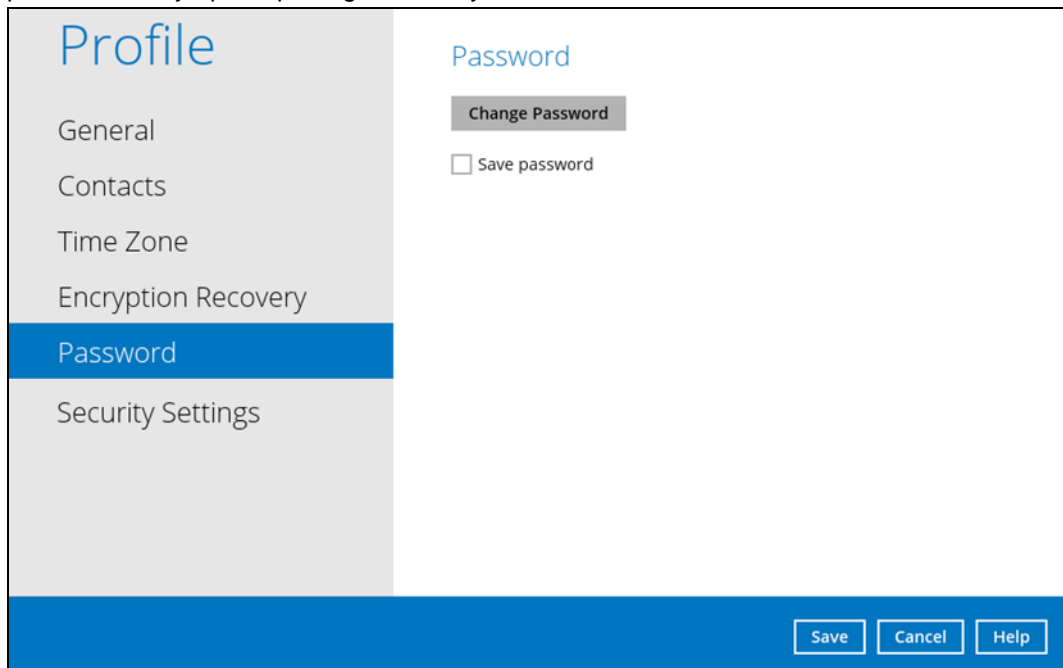 Profile
General
Contacts
Time Zone
Encryption Recovery
Password
Security Settings
Password
Change Password
Save password
Save
Cancel
Help